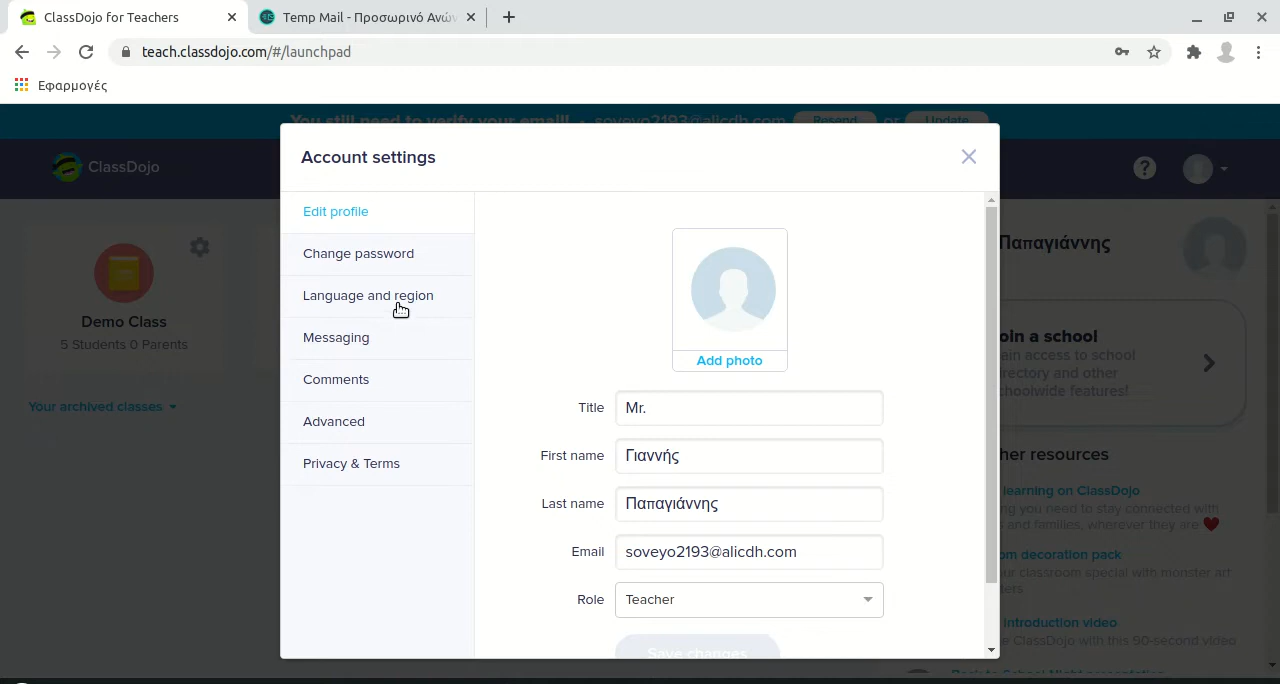 ClassDojo for Teachers
Temp Mail - Προσωρινό Ανών
teach.classdojo.com/#/launchpad
Εφαρμογές
You still need to verify your email! • soveyo2193@alicdh.com Resend or Update
ClassDojo
?
Account settings
Edit profile
Change password
Language and region
Messaging
Comments
Advanced
Privacy & Terms
Add photo
Title Mr.
First name Γιαννής
Last name Παπαγιάννης
Email soveyo2193@alicdh.com
Role Teacher
Save changes
Demo Class
5 Students 0 Parents
Your archived classes
Παπαγιάννης
oin a school
ain access to school
irectory and other
choolwide features!
her resources
learning on ClassDojo
ng you need to stay connected with
s and families, wherever they are
om decoration pack
ur classroom special with monster art
ters.
introduction video
e ClassDojo with this 90-second video